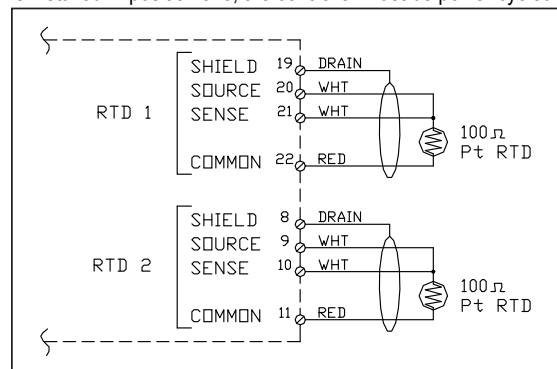 SHIELD 19 DRAIN
SOURCE 20 WHT
RTD 1 SENSE 21 WHT
100Ω
Pt RTD
COMMON 22 RED
SHIELD 8 DRAIN
SOURCE 9 WHT
RTD 2 SENSE 10 WHT
100Ω
Pt RTD
COMMON 11 RED